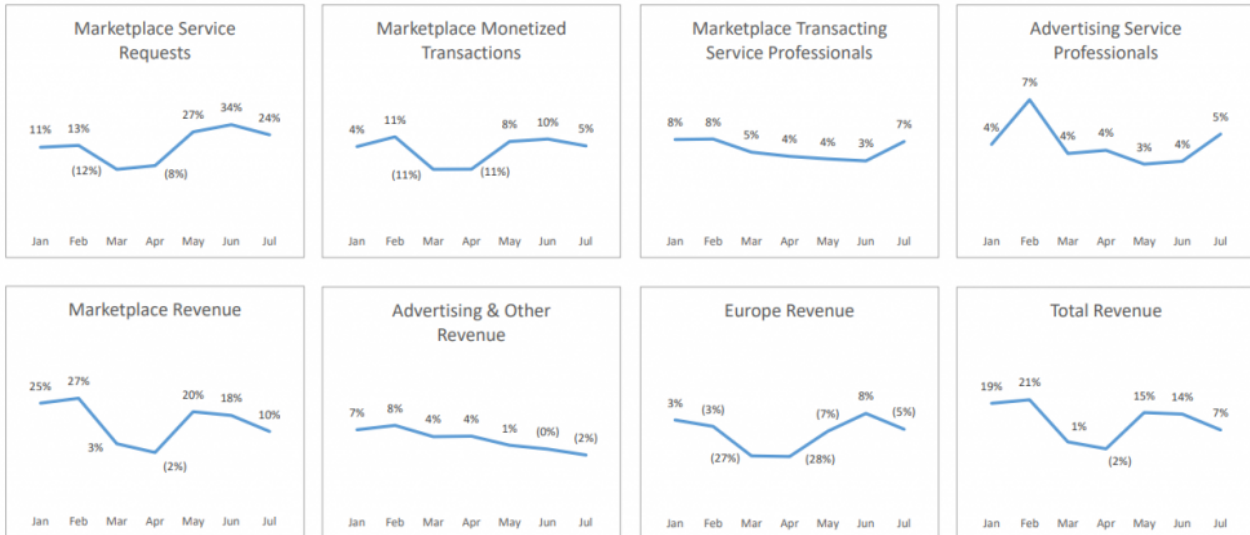 Marketplace Service
Requests
11% 13% (12%) (8%) 27% 34% 24%
Jan Feb Mar Apr May Jun Jul
Marketplace Monetized
Transactions
4% 11% (11%) (11%) 8% 10% 5%
Jan Feb Mar Apr May Jun Jul
Marketplace Transacting
Service Professionals
8% 8% 5% 4% 4% 3% 7%
Jan Feb Mar Apr May Jun Jul
Advertising Service
Professionals
4% 7% 4% 4% 3% 4% 5%
Jan Feb Mar Apr May Jun Jul
Marketplace Revenue
25% 27% 3% (2%) 20% 18% 10%
Jan Feb Mar Apr May Jun Jul
Advertising & Other
Revenue
7% 8% 4% 4% 1% (0%) (2%)
Jan Feb Mar Apr May Jun Jul
Europe Revenue
3% (3%) (27%) (28%) (7%) 8% (5%)
Jan Feb Mar Apr May Jun Jul
Total Revenue
19% 21% 1% (2%) 15% 14% 7%
Jan Feb Mar Apr May Jun Jul